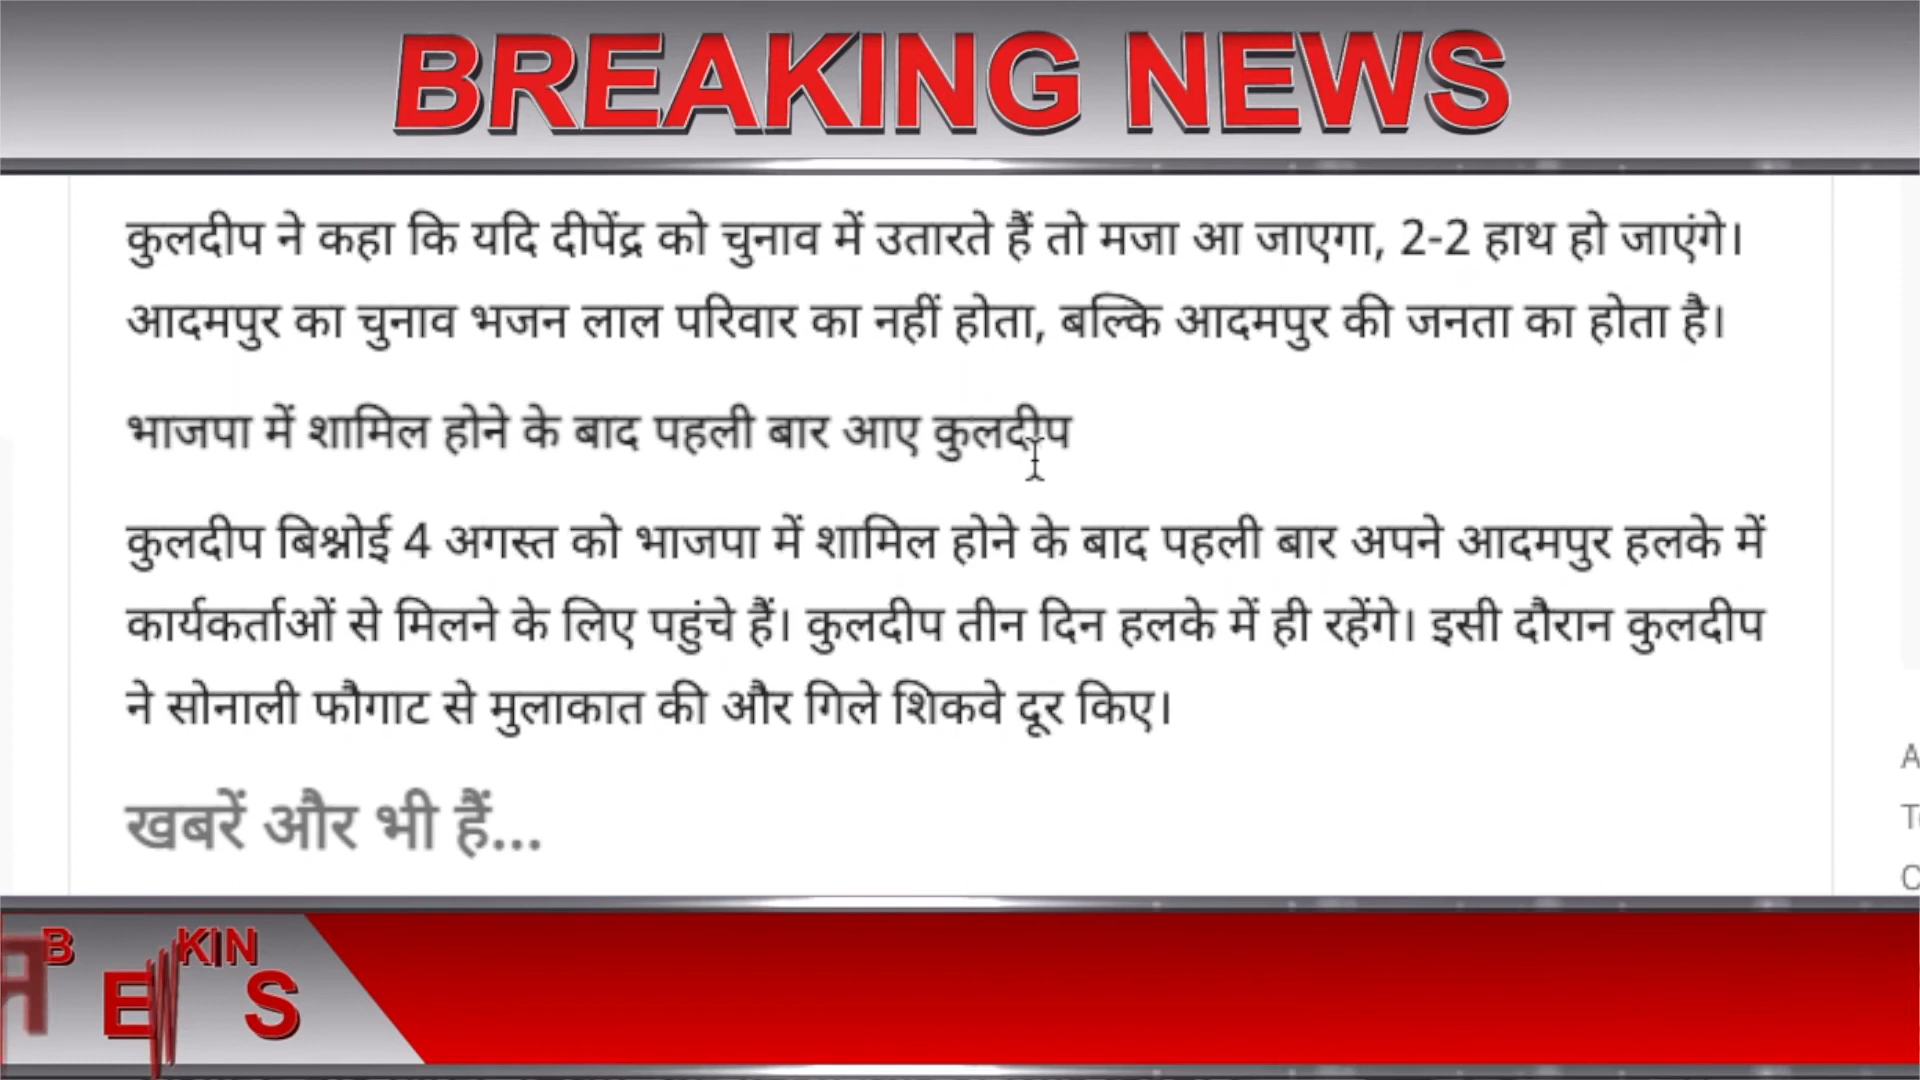 BREAKING NEWS
कुलदीप ने कहा कि यदि दीपेंद्र को चुनाव में उतारते हैं तो मजा आ जाएगा, 2-2 हाथ हो जाएंगे।
आदमपुर का चुनाव भजन लाल परिवार का नहीं होता, बल्कि आदमपुर की जनता का होता है।
भाजपा में शामिल होने के बाद पहली बार आए कुलदीप
कुलदीप बिश्नोई 4 अगस्त को भाजपा में शामिल होने के बाद पहली बार अपने आदमपुर हलके में
कार्यकर्ताओं से मिलने के लिए पहुंचे हैं। कुलदीप तीन दिन हलके में ही रहेंगे। इसी दौरान कुलदीप
ने सोनाली फौगाट से मुलाकात की और गिले शिकवे दूर किए।
खबरें और भी हैं...
B KIN
E W S